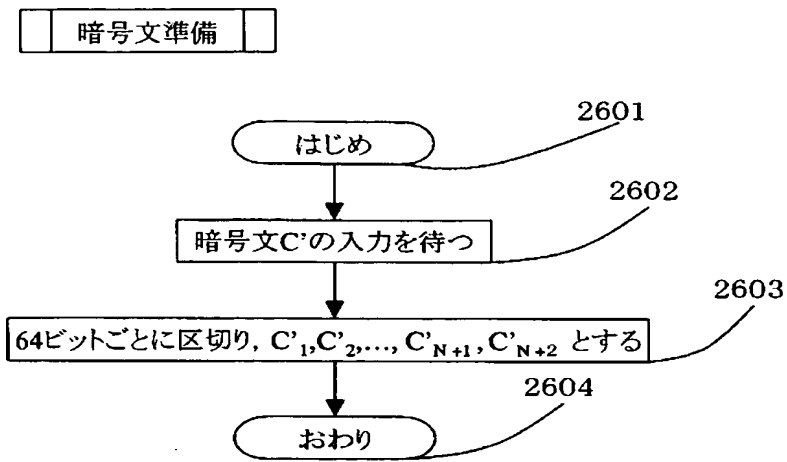 暗号文準備
2601
はじめ
2602
暗号文C'の入力を待つ
2603
64ビットごとに区切り, C'1,C'2,..., C'N+1, C'N+2 とする
2604
おわり